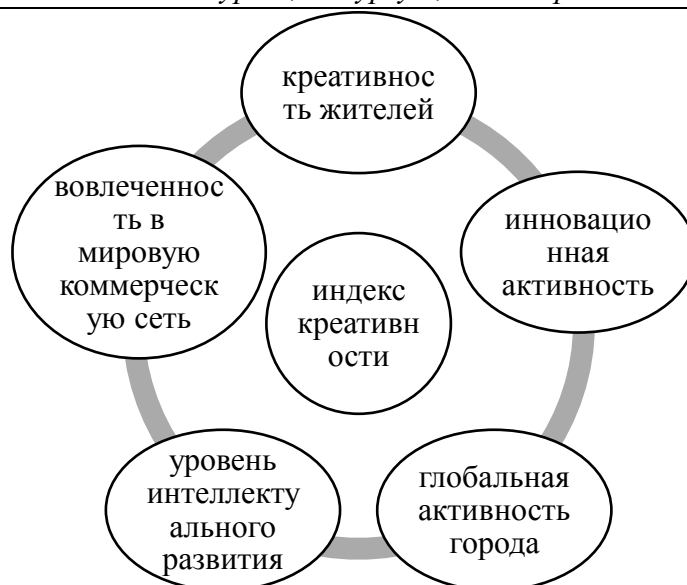 креативнос
ть жителей
вовлеченнос
ть в
мировую
коммерческ
ую сеть
инновацио
нная
активность
индекс
креативн
ости
уровень
интеллекту
ального
развития
глобальная
активность
города